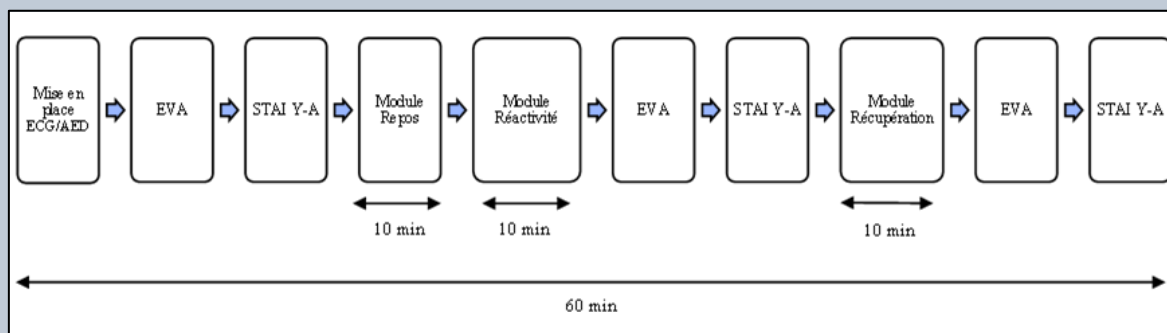 Mise en
place
ECG/AED
EVA
STAI Y-A
Module
Repos
Module
Réactivité
EVA
STAI Y-A
Module
Récupération
EVA
STAI Y-A
10 min
10 min
10 min
60 min